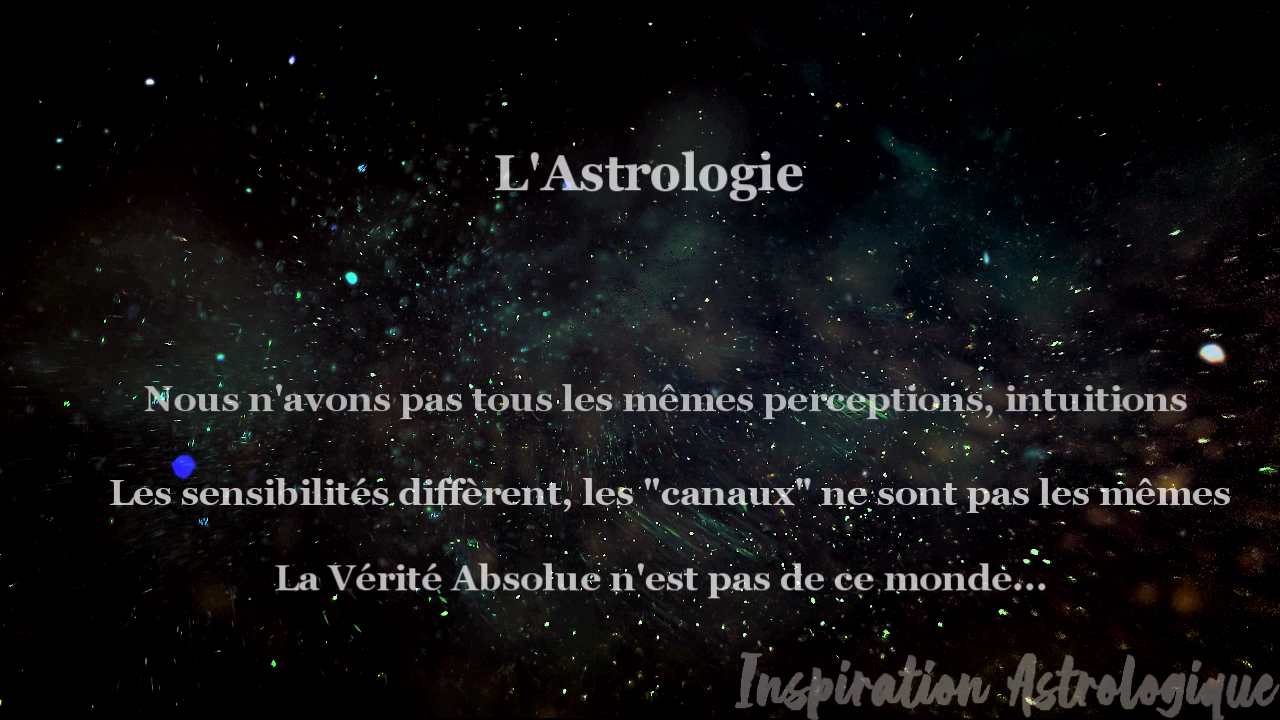 L'Astrologie
Nous n'avons pas tous les mêmes perceptions, intuitions
Les sensibilités diffèrent, les "canaux" ne sont pas les mêmes
La Vérité Absolue n'est pas de ce monde...
Inspiration Astrologique